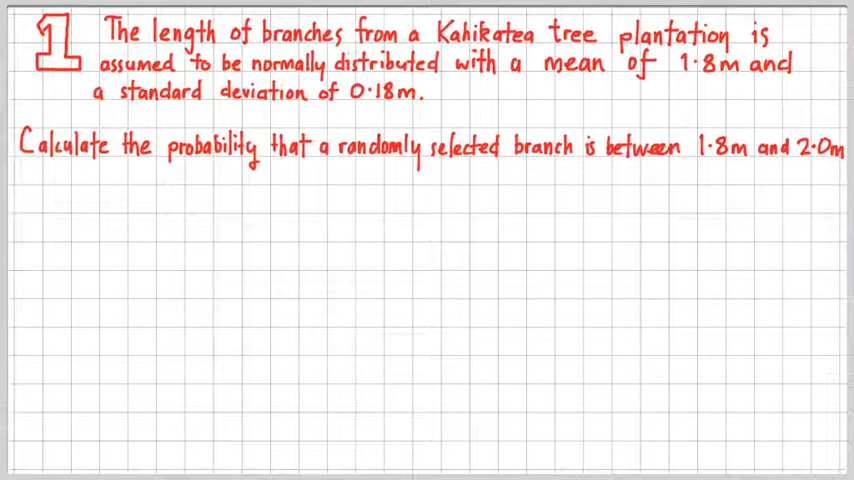 1 The length of branches from a Kahikatea tree plantation is
assumed to be normally distributed with a mean of 1.8m and
a standard deviation of 0.18m.
Calculate the probability that a randomly selected branch is between 1.8m and 2.0m